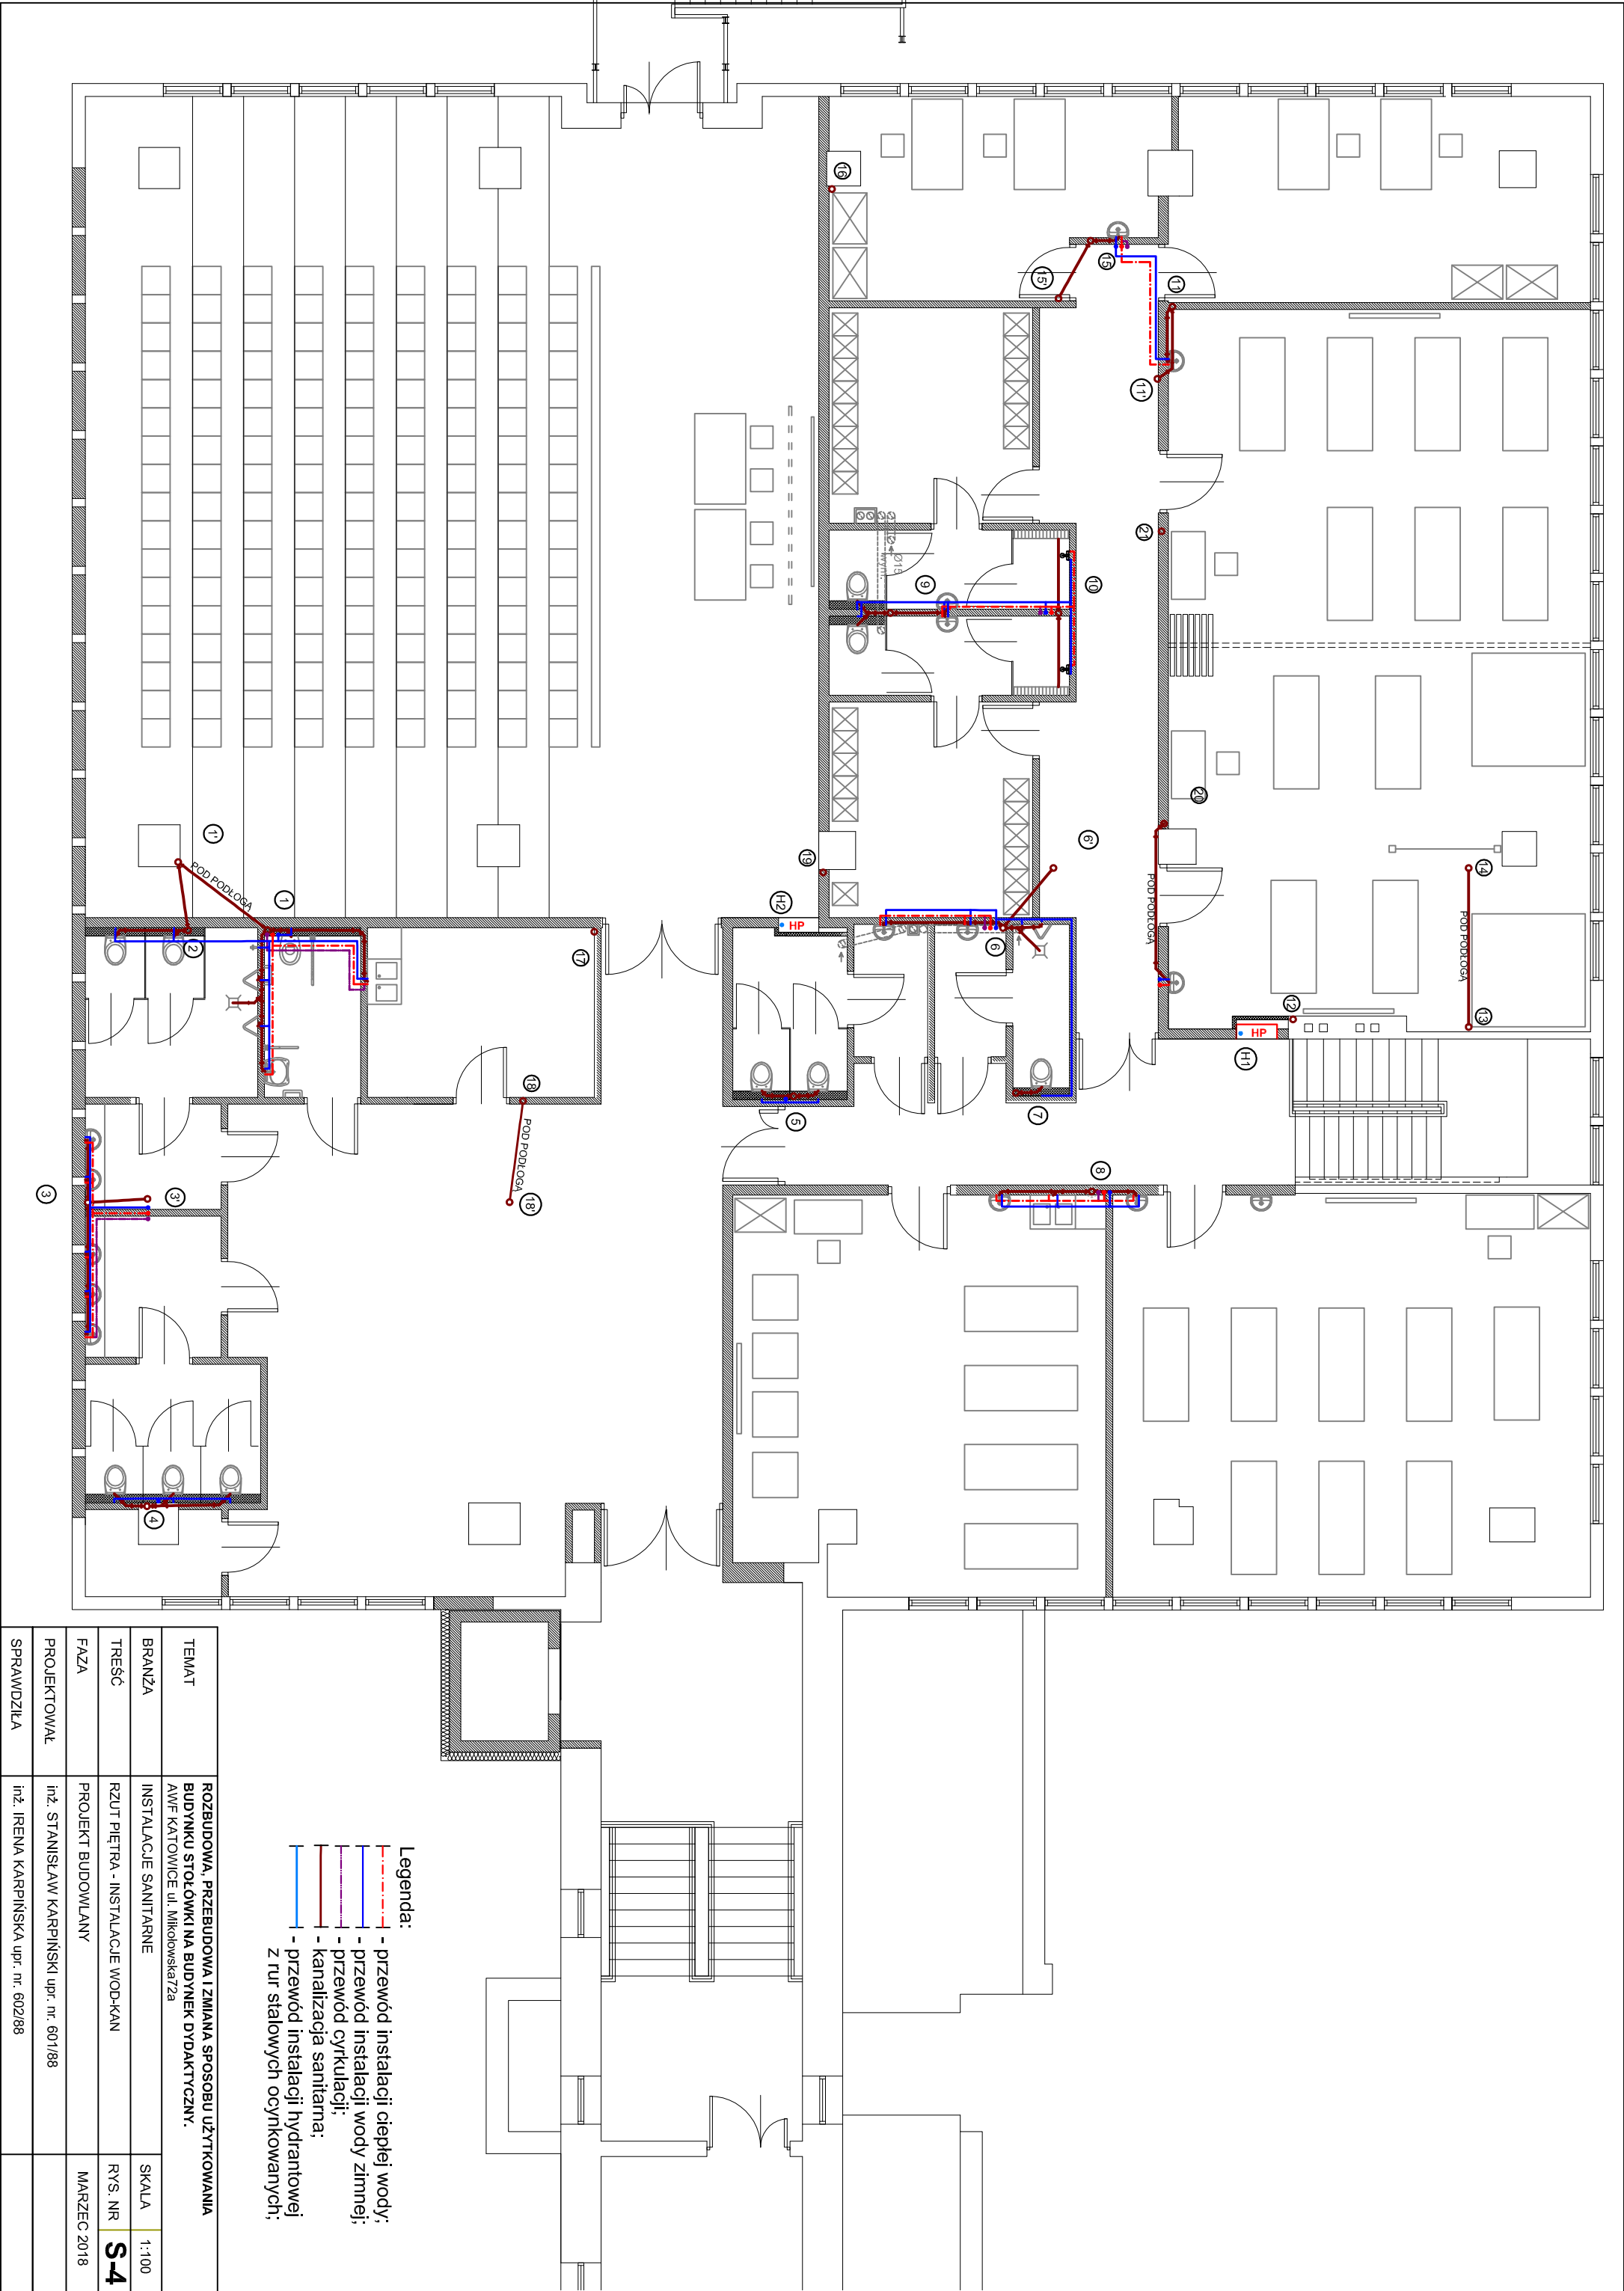 16
15'
15
11
11'
21
10
9
Ø15
20
6'
14
POD PODŁOGĄ
POD PODŁOGĄ
13
12
HP
H1
19
H2
HP
6
7
5
8
1'
POD PODŁOGĄ
1
2
17
18
POD PODŁOGĄ
18'
3'
3
4
Legenda:
- przewód instalacji ciepłej wody;
- przewód instalacji wody zimnej;
- przewód cyrkulacji;
- kanalizacja sanitarna;
- przewód instalacji hydrantowej
z rur stalowych ocynkowanych;
TEMAT ROZBUDOWA, PRZEBUDOWA I ZMIANA SPOSOBU UŻYTKOWANIA
BUDYNKU STOŁÓWKI NA BUDYNEK DYDAKTYCZNY.
AWF KATOWICE ul. Mikołowska72a
BRANŻA INSTALACJE SANITARNE SKALA 1:100
TREŚĆ RZUT PIĘTRA - INSTALACJE WOD-KAN RYS. NR S-4
FAZA PROJEKT BUDOWLANY MARZEC 2018
PROJEKTOWAŁ inż. STANISŁAW KARPIŃSKI upr. nr. 601/88
SPRAWDZIŁA inż. IRENA KARPIŃSKA upr. nr. 602/88